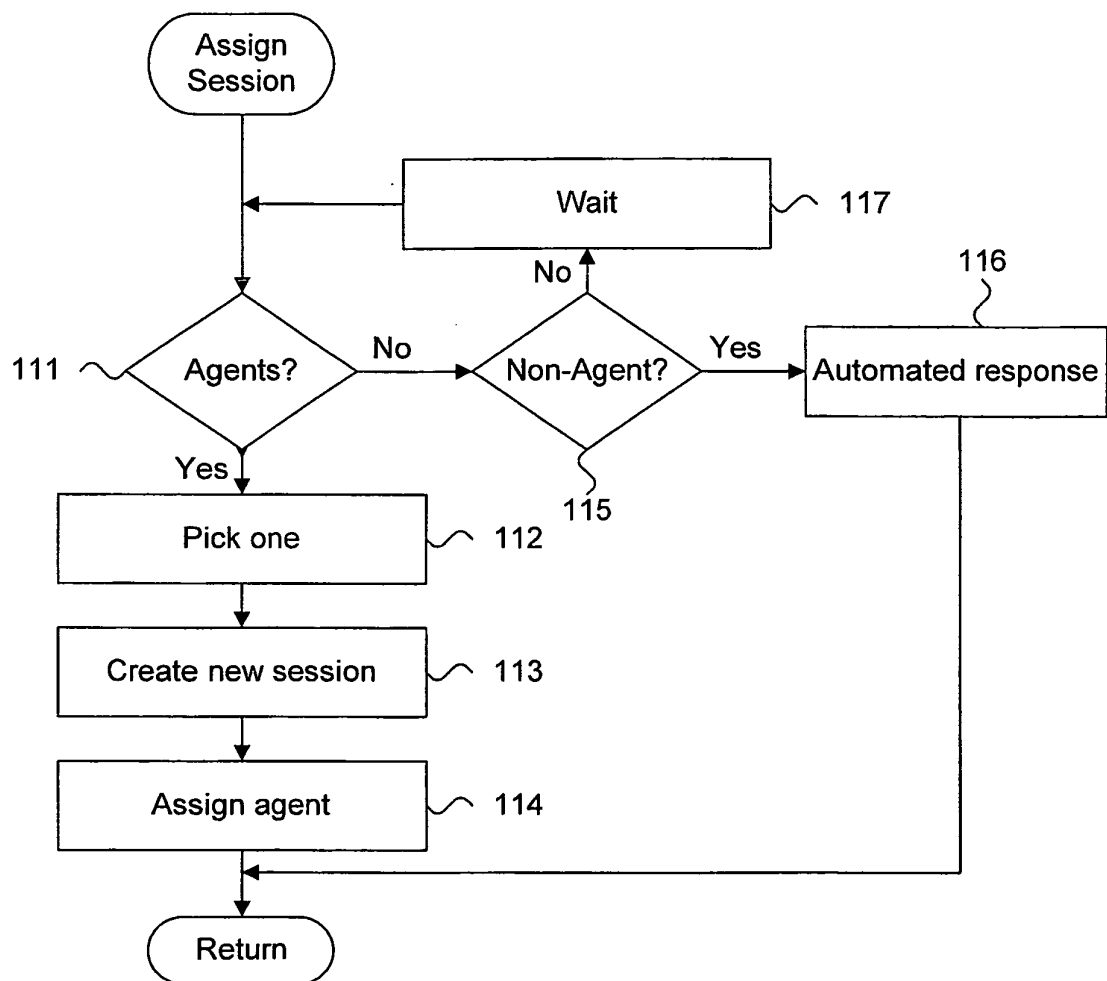 Assign
Session
Wait
117
No
116
111
Agents?
No
Non-Agent?
Yes
Automated response
Yes
115
Pick one
112
Create new session
113
Assign agent
114
Return